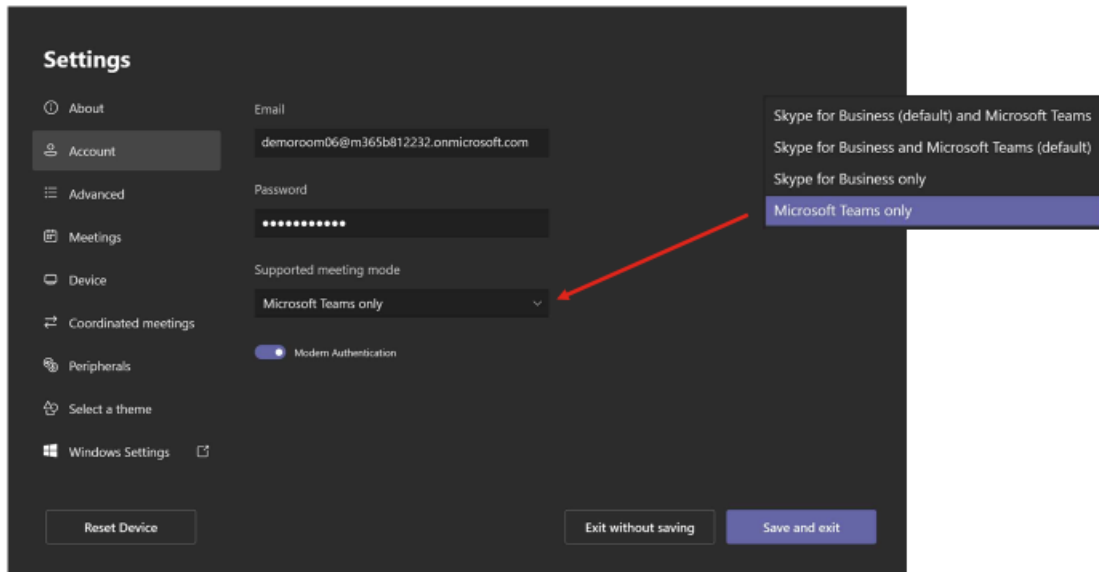 Settings
About
Account
Advanced
Meetings
Device
Coordinated meetings
Peripherals
Select a theme
Windows Settings
Email
demoroom06@m365b812232.onmicrosoft.com
Password
Supported meeting mode
Microsoft Teams only
Modern Authentication
Skype for Business (default) and Microsoft Teams
Skype for Business and Microsoft Teams (default)
Skype for Business only
Microsoft Teams only
Reset Device
Exit without saving
Save and exit